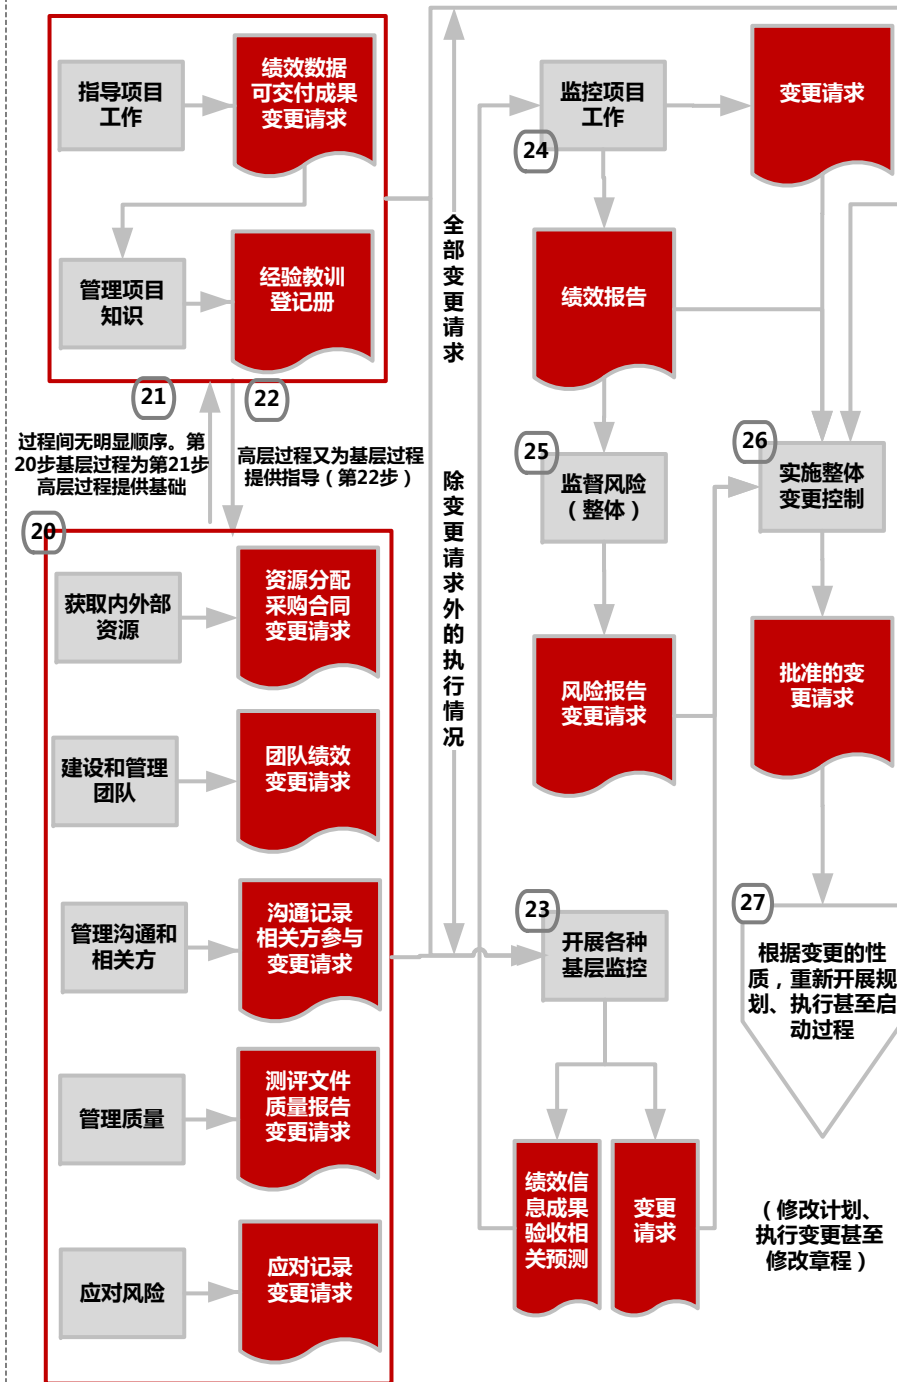 指导项目
工作
绩效数据
可交付成果
变更请求
管理项目
知识
经验教训
登记册
21
22
过程间无明显顺序。第
20步基层过程为第21步
高层过程提供基础
高层过程又为基层过程
提供指导（第22步）
20
获取内外部
资源
资源分配
采购合同
变更请求
建设和管理
团队
团队绩效
变更请求
管理沟通和
相关方
沟通记录
相关方参与
变更请求
管理质量
测评文件
质量报告
变更请求
应对风险
应对记录
变更请求
全
部
变
更
请
求
除
变
更
请
求
外
的
执
行
情
况
监控项目
工作
24
变更请求
绩效报告
25
监督风险
（整体）
26
实施整体
变更控制
风险报告
变更请求
批准的变
更请求
23
开展各种
基层监控
27
根据变更的性
质，重新开展规
划、执行甚至启
动过程
绩效信
息成果
验收相
关预测
变更
请求
（修改计划、
执行变更甚至
修改章程）